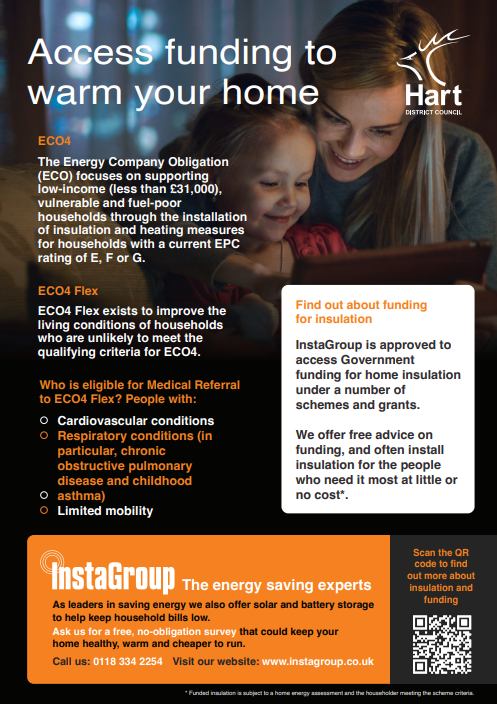 Access funding to
warm your home
Hart
DISTRICT COUNCIL
ECO4
The Energy Company Obligation
(ECO) focuses on supporting
low-income (less than £31,000),
vulnerable and fuel-poor
households through the installation
of insulation and heating measures
for households with a current EPC
rating of E, F or G.
ECO4 Flex
ECO4 Flex exists to improve the
living conditions of households
who are unlikely to meet the
qualifying criteria for ECO4.
Who is eligible for Medical Referral
to ECO4 Flex? People with:
Cardiovascular conditions
Respiratory conditions (in
particular, chronic
obstructive pulmonary
disease and childhood
asthma)
Limited mobility
Find out about funding
for insulation
InstaGroup is approved to
access Government
funding for home insulation
under a number of
schemes and grants.
We offer free advice on
funding, and often install
insulation for the people
who need it most at little or
no cost*.
InstaGroup The energy saving experts
As leaders in saving energy we also offer solar and battery storage
to help keep household bills low.
Ask us for a free, no-obligation survey that could keep your
home healthy, warm and cheaper to run.
Call us: 0118 334 2254 Visit our website: www.instagroup.co.uk
Scan the QR
code to find
out more about
insulation and
funding
* Funded insulation is subject to a home energy assessment and the householder meeting the scheme criteria.